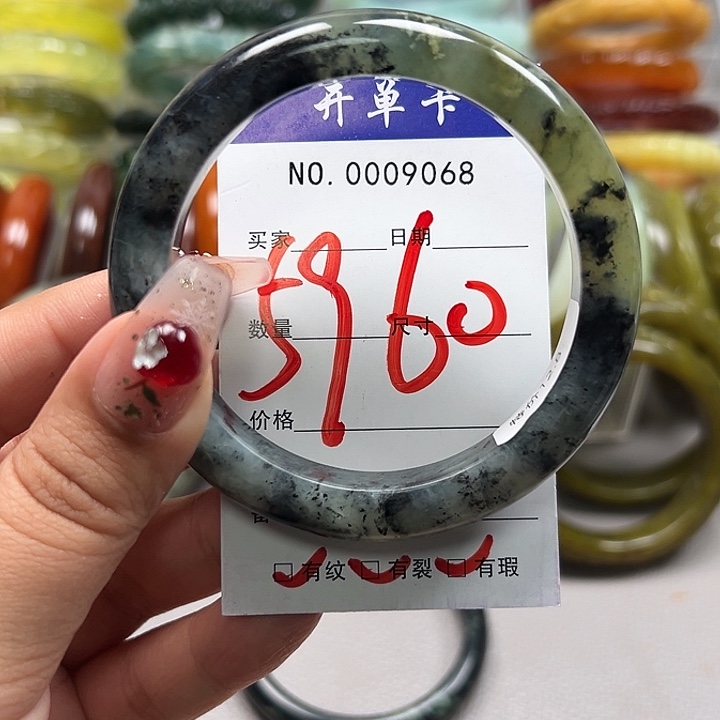 开单卡
NO. 0009068
买家 日期
5960
数量 尺寸
价格
有纹 有裂 有瑕